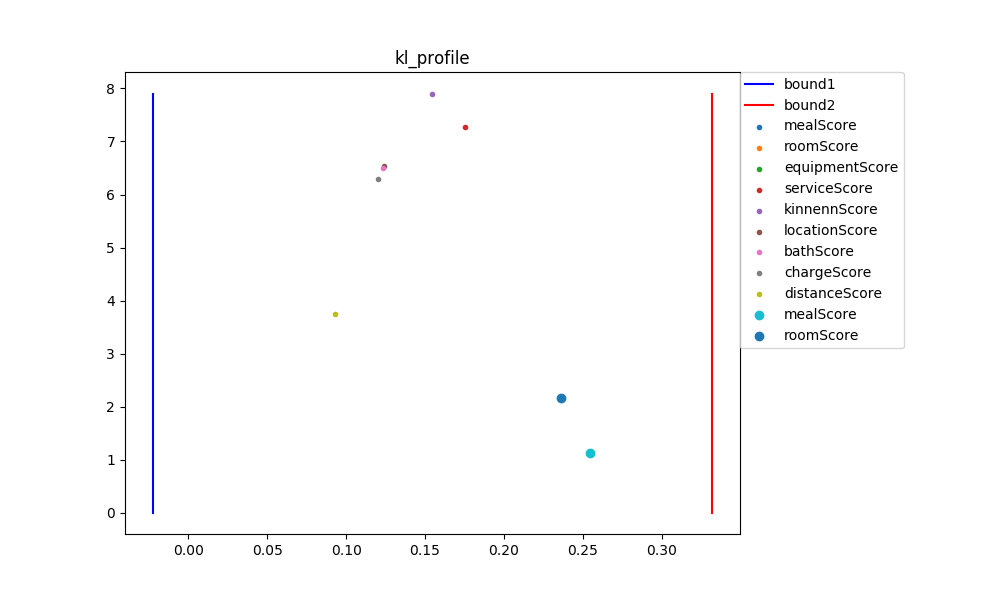 kl_profile
8
7
6
5
4
3
2
1
0
0.00 0.05 0.10 0.15 0.20 0.25 0.30
bound1
bound2
mealScore
roomScore
equipmentScore
serviceScore
kinnennScore
locationScore
bathScore
chargeScore
distanceScore
mealScore
roomScore